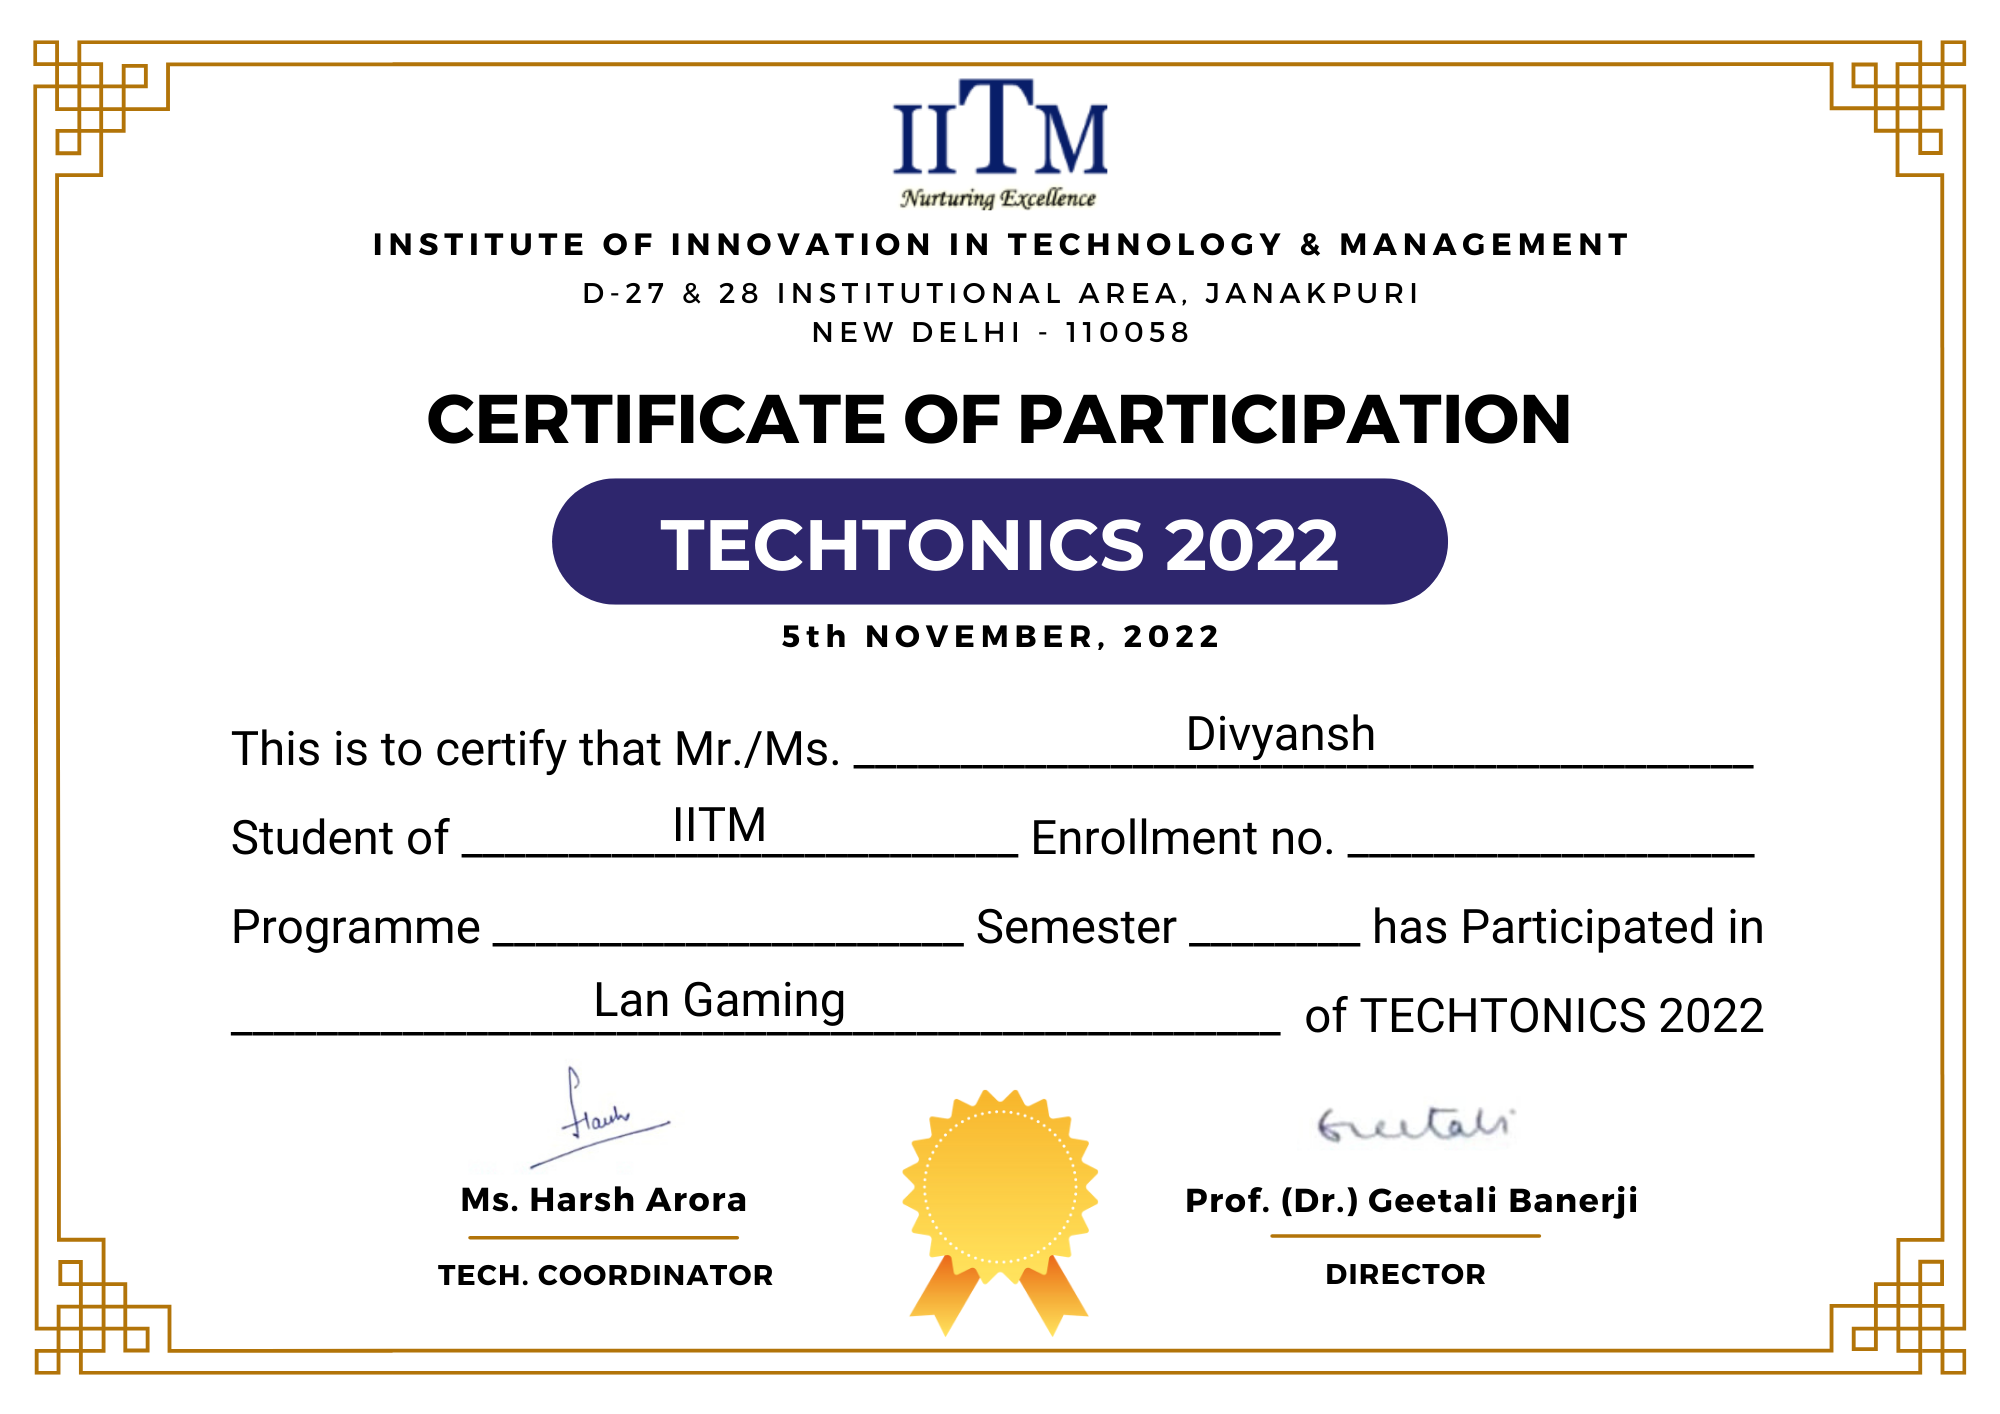 IITM
Nurturing Excellence
INSTITUTE OF INNOVATION IN TECHNOLOGY & MANAGEMENT
D-27 & 28 INSTITUTIONAL AREA, JANAKPURI
NEW DELHI - 110058
CERTIFICATE OF PARTICIPATION
TECHTONICS 2022
5th NOVEMBER, 2022
This is to certify that Mr./Ms. Divyansh
Student of IITM Enrollment no.
Programme Semester has Participated in
Lan Gaming of TECHTONICS 2022
Harsh Geetali
Ms. Harsh Arora Prof. (Dr.) Geetali Banerji
TECH. COORDINATOR DIRECTOR